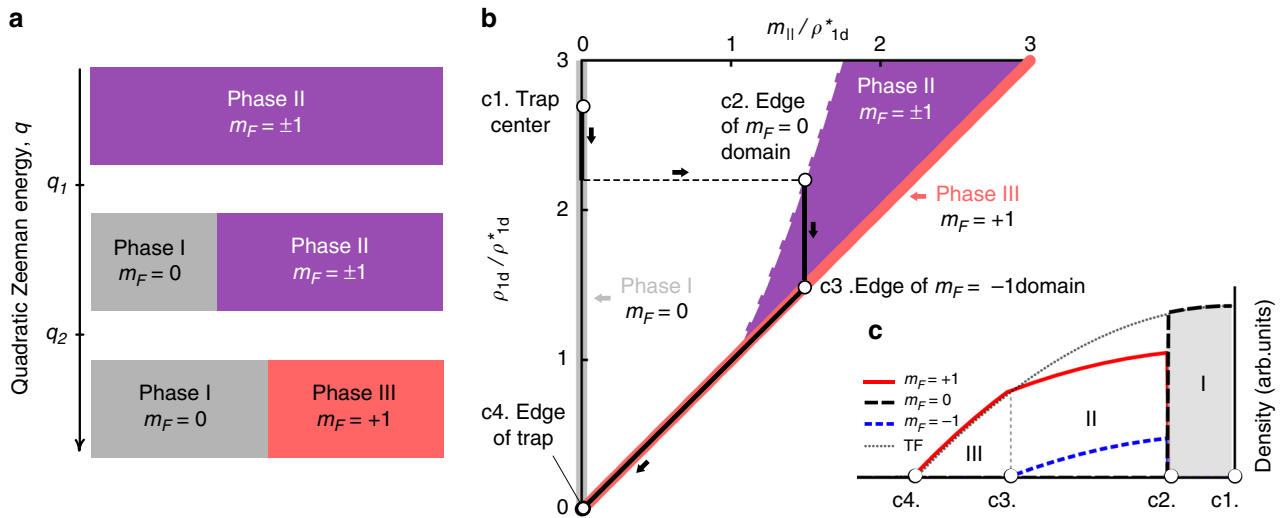 a
Quadratic Zeeman energy, q
q1
q2
Phase II
mF = ±1
Phase I
mF = 0
Phase II
mF = ±1
Phase I
mF = 0
Phase III
mF = +1
b
m|| / ρ*1d
0
1
2
3
ρ1d / ρ*1d
3
2
1
0
c1. Trap
center
c2. Edge
of mF = 0
domain
Phase II
mF = ±1
Phase III
mF = +1
Phase I
mF = 0
c3 .Edge of mF = −1domain
c4. Edge
of trap
c
mF = +1
mF = 0
mF = −1
TF
III
II
I
c4.
c3.
c2.
c1.
Density (arb.units)